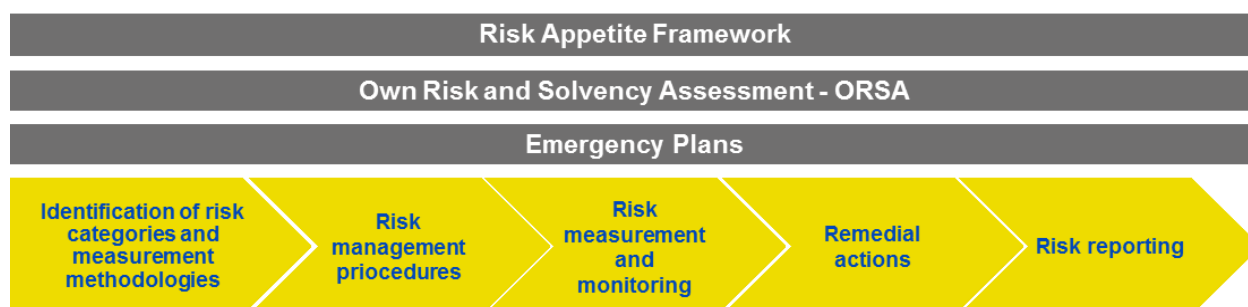 Risk Appetite Framework
Own Risk and Solvency Assessment - ORSA
Emergency Plans
Identification of risk
categories and
measurement
methodologies
Risk
management
priocedures
Risk
measurement
and
monitoring
Remedial
actions
Risk reporting